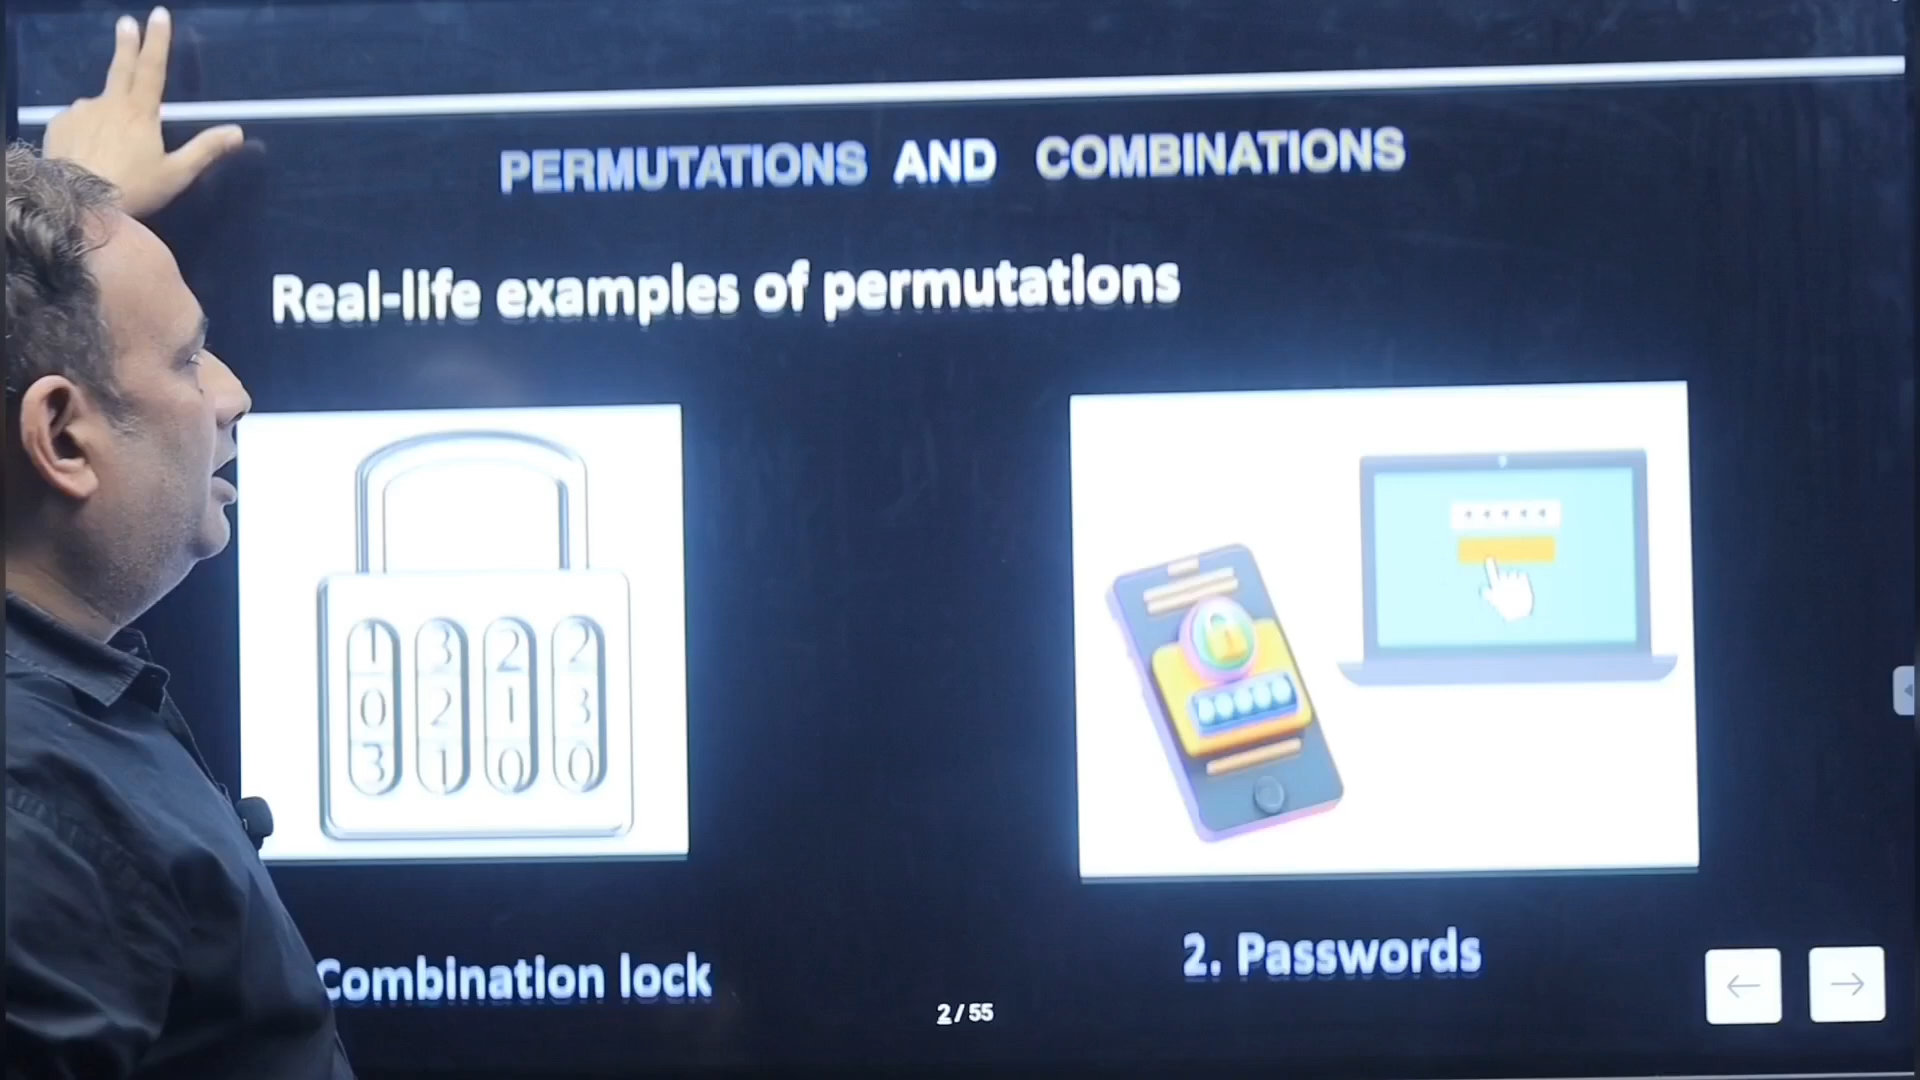 PERMUTATIONS AND COMBINATIONS
Real-life examples of permutations
1 3 2 2
0 2 1 3
3 1 0 0
Combination lock
2. Passwords
2 / 55